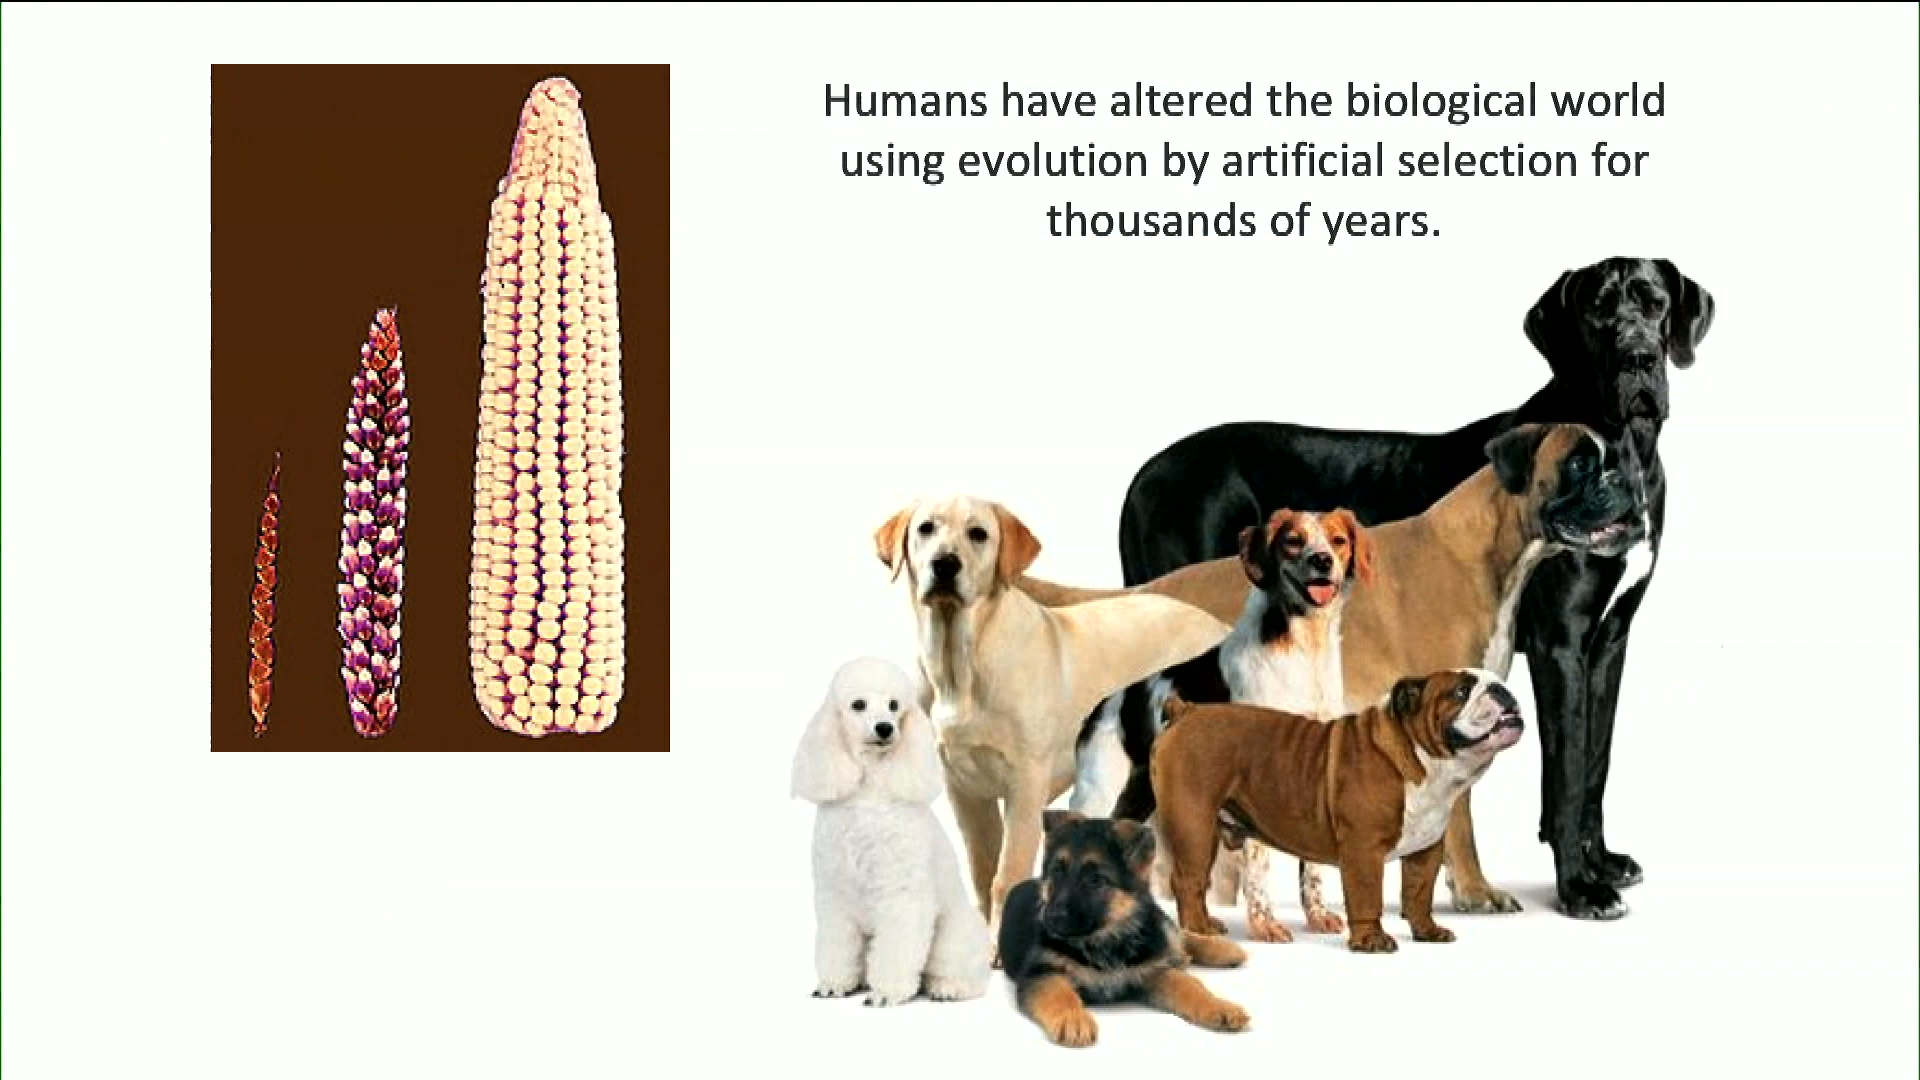 Humans have altered the biological world
using evolution by artificial selection for
thousands of years.